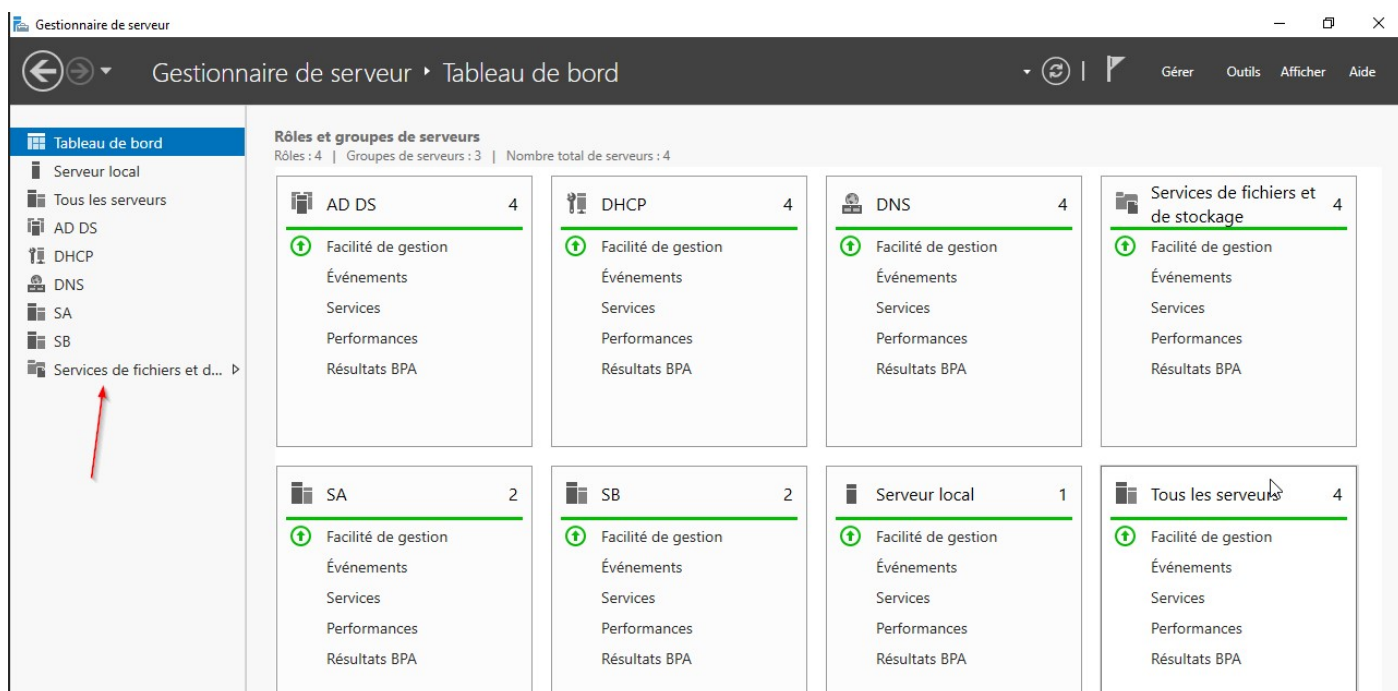 Gestionnaire de serveur
Gestionnaire de serveur ‣ Tableau de bord
Gérer Outils Afficher Aide
Tableau de bord
Serveur local
Tous les serveurs
AD DS
DHCP
DNS
SA
SB
Services de fichiers et d...
Rôles et groupes de serveurs
Rôles : 4 | Groupes de serveurs : 3 | Nombre total de serveurs : 4
AD DS 4
Facilité de gestion
Événements
Services
Performances
Résultats BPA
DHCP 4
Facilité de gestion
Événements
Services
Performances
Résultats BPA
DNS 4
Facilité de gestion
Événements
Services
Performances
Résultats BPA
Services de fichiers et
de stockage 4
Facilité de gestion
Événements
Services
Performances
Résultats BPA
SA 2
Facilité de gestion
Événements
Services
Performances
Résultats BPA
SB 2
Facilité de gestion
Événements
Services
Performances
Résultats BPA
Serveur local 1
Facilité de gestion
Événements
Services
Performances
Résultats BPA
Tous les serveurs 4
Facilité de gestion
Événements
Services
Performances
Résultats BPA